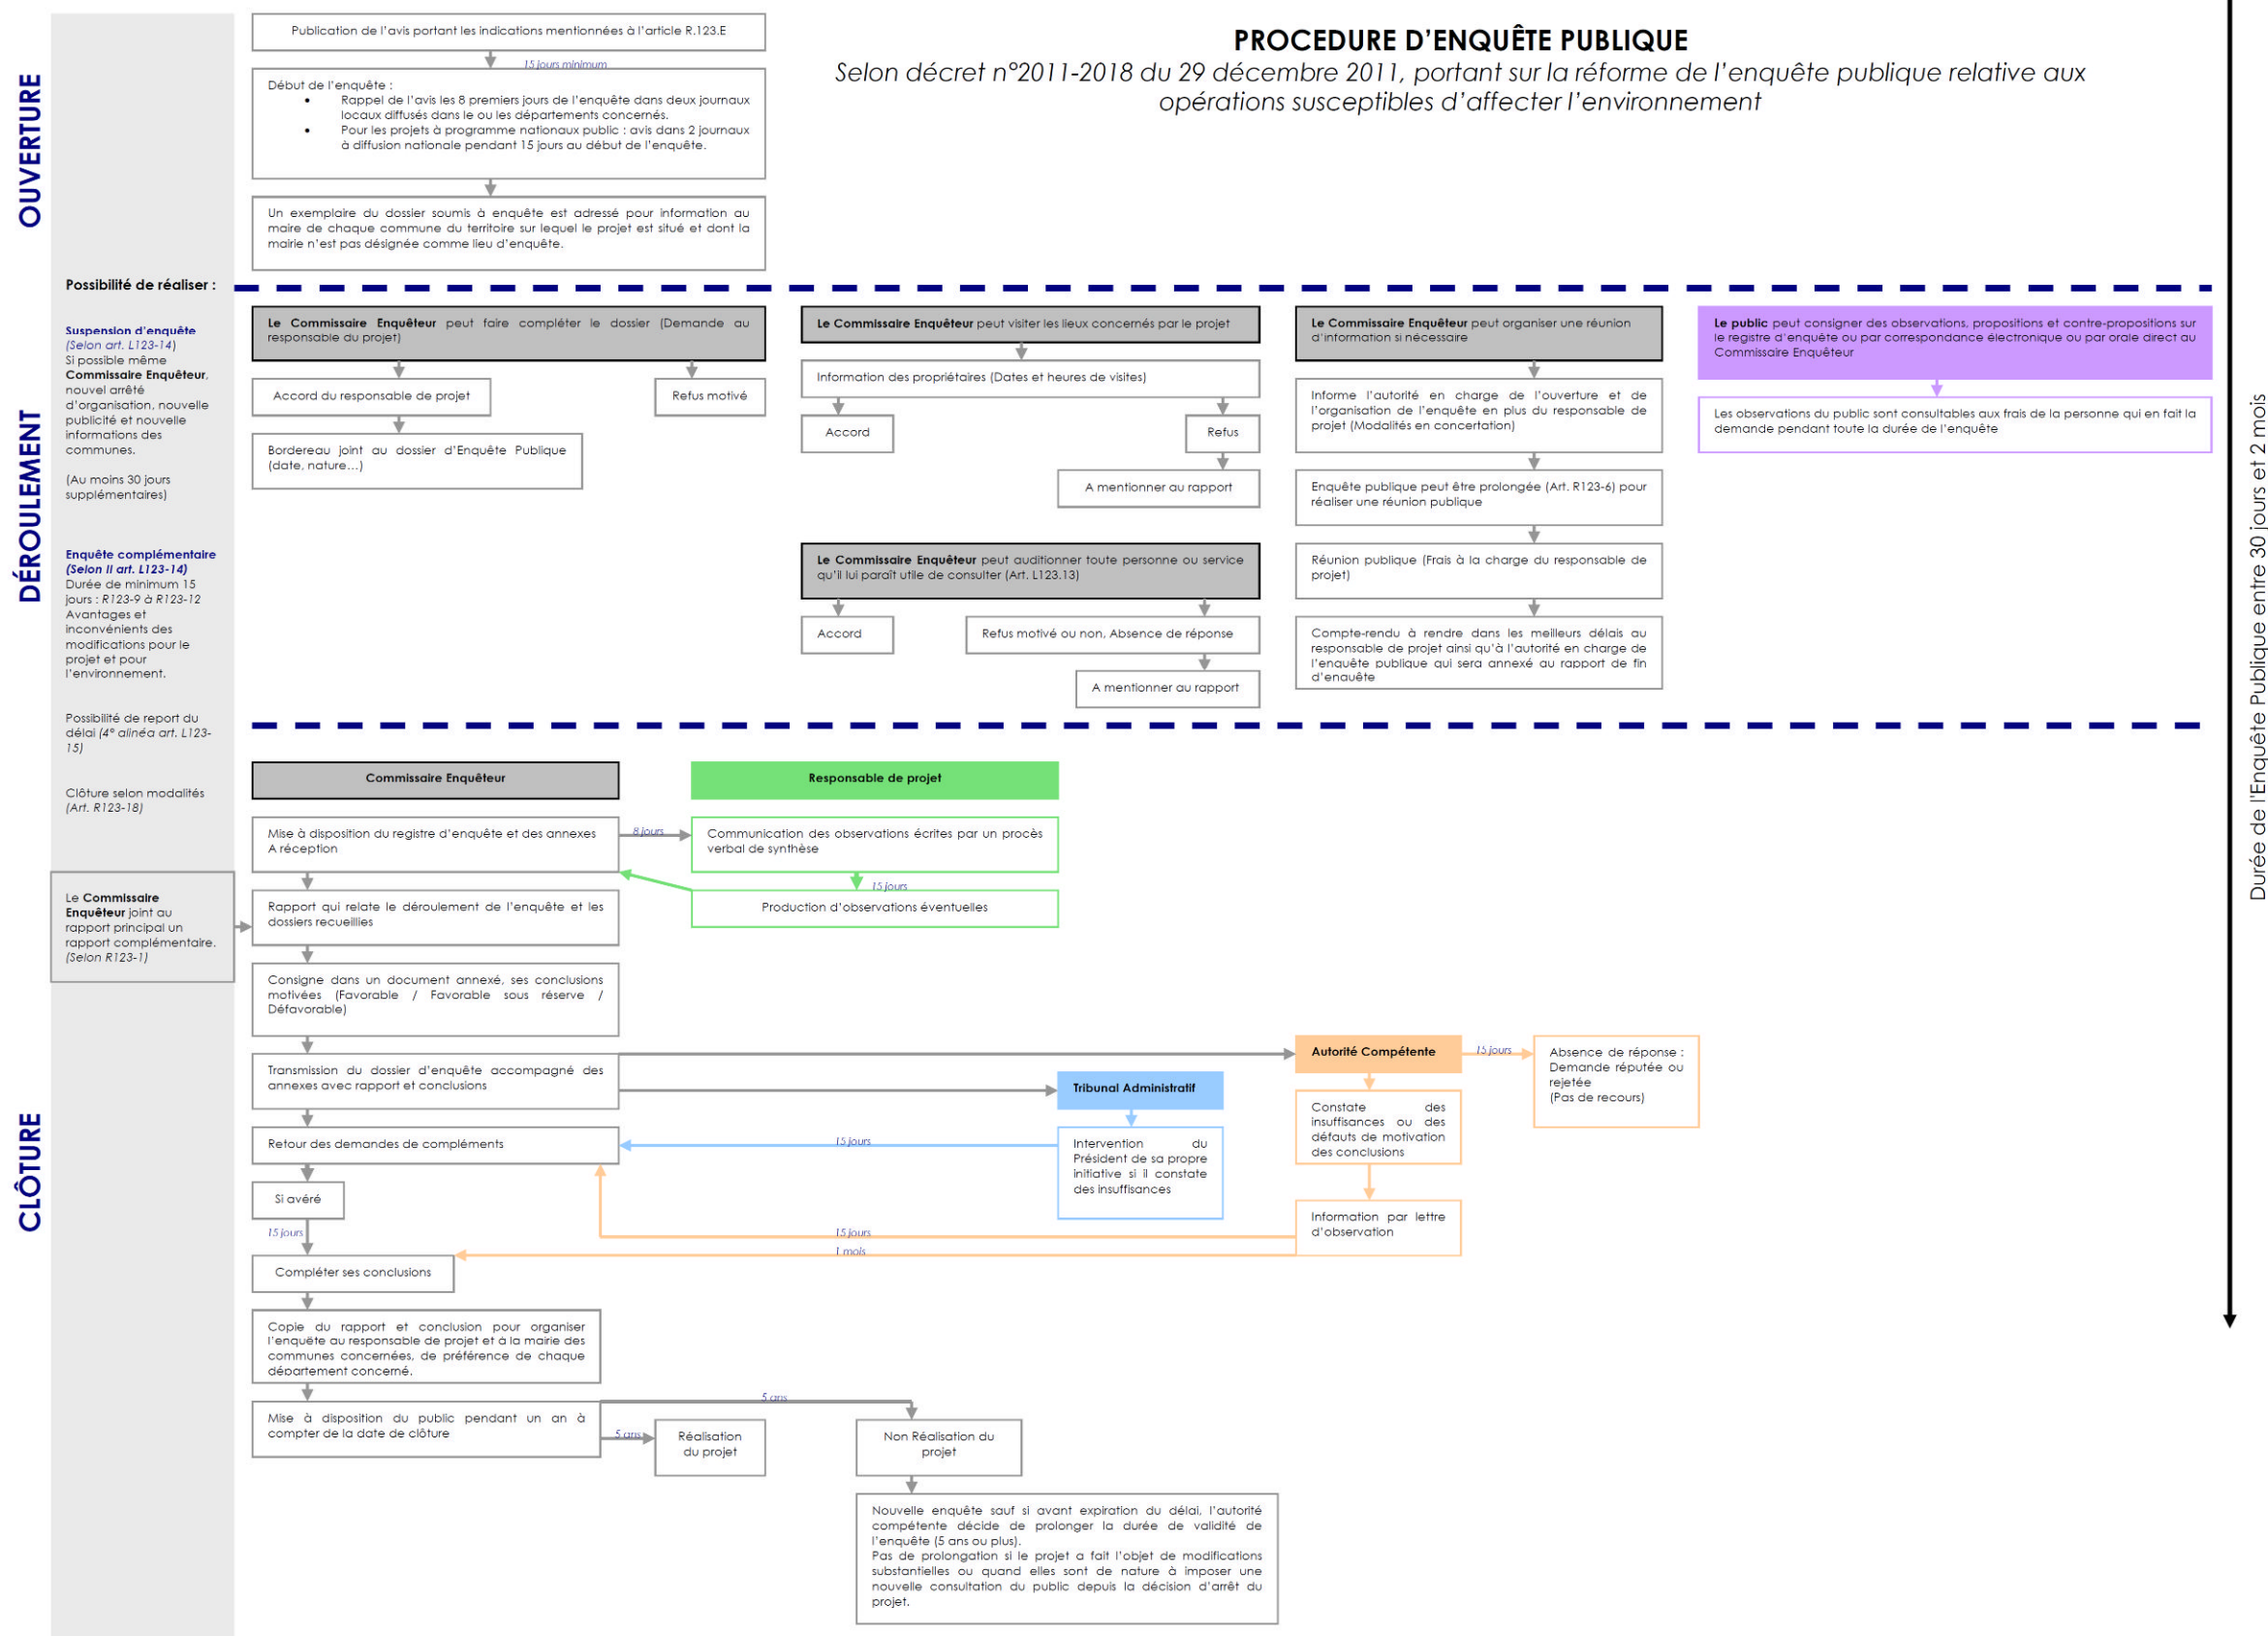 PROCEDURE D'ENQUÊTE PUBLIQUE
Selon décret n°2011-2018 du 29 décembre 2011, portant sur la réforme de l'enquête publique relative aux
opérations susceptibles d'affecter l'environnement
OUVERTURE
Publication de l'avis portant les indications mentionnées à l'article R.123.E
15 jours minimum
Début de l'enquête :
• Rappel de l'avis les 8 premiers jours de l'enquête dans deux journaux
locaux diffusés dans le ou les départements concernés.
• Pour les projets à programme nationaux public : avis dans 2 journaux
à diffusion nationale pendant 15 jours au début de l'enquête.
Un exemplaire du dossier soumis à enquête est adressé pour information au
maire de chaque commune du territoire sur lequel le projet est situé et dont la
mairie n'est pas désignée comme lieu d'enquête.
Possibilité de réaliser :
Suspension d'enquête
(Selon art. L123-14)
Si possible même
Commissaire Enquêteur,
nouvel arrêté
d'organisation, nouvelle
publicité et nouvelle
informations des
communes.
(Au moins 30 jours
supplémentaires)
Enquête complémentaire
(Selon II art. L123-14)
Durée de minimum 15
jours : R123-9 à R123-12
Avantages et
inconvénients des
modifications pour le
projet et pour
l'environnement.
Possibilité de report du
délai (4° alinéa art. L123-
15)
Clôture selon modalités
(Art. R123-18)
Le Commissaire
Enquêteur joint au
rapport principal un
rapport complémentaire.
(Selon R123-1)
DÉROULEMENT
Le Commissaire Enquêteur peut faire compléter le dossier (Demande au
responsable du projet)
Accord du responsable de projet
Refus motivé
Bordereau joint au dossier d'Enquête Publique
(date, nature...)
Le Commissaire Enquêteur peut visiter les lieux concernés par le projet
Information des propriétaires (Dates et heures de visites)
Accord
Refus
A mentionner au rapport
Le Commissaire Enquêteur peut auditionner toute personne ou service
qu'il lui paraît utile de consulter (Art. L123.13)
Accord
Refus motivé ou non, Absence de réponse
A mentionner au rapport
Le Commissaire Enquêteur peut organiser une réunion
d'information si nécessaire
Informe l'autorité en charge de l'ouverture et de
l'organisation de l'enquête en plus du responsable de
projet (Modalités en concertation)
Enquête publique peut être prolongée (Art. R123-6) pour
réaliser une réunion publique
Réunion publique (Frais à la charge du responsable de
projet)
Compte-rendu à rendre dans les meilleurs délais au
responsable de projet ainsi qu'à l'autorité en charge de
l'enquête publique qui sera annexé au rapport de fin
d'enquête
Le public peut consigner des observations, propositions et contre-propositions sur
le registre d'enquête ou par correspondance électronique ou par orale direct au
Commissaire Enquêteur
Les observations du public sont consultables aux frais de la personne qui en fait la
demande pendant toute la durée de l'enquête
Durée de l'Enquête Publique entre 30 jours et 2 mois
CLÔTURE
Commissaire Enquêteur
Responsable de projet
Mise à disposition du registre d'enquête et des annexes
A réception
8 jours
Communication des observations écrites par un procès
verbal de synthèse
15 jours
Production d'observations éventuelles
Rapport qui relate le déroulement de l'enquête et les
dossiers recueillies
Consigne dans un document annexé, ses conclusions
motivées (Favorable / Favorable sous réserve /
Défavorable)
Transmission du dossier d'enquête accompagné des
annexes avec rapport et conclusions
Autorité Compétente
15 jours
Absence de réponse :
Demande réputée ou
rejetée
(Pas de recours)
Tribunal Administratif
Constate des
insuffisances ou des
défauts de motivation
des conclusions
Retour des demandes de compléments
15 jours
Intervention du
Président de sa propre
initiative si il constate
des insuffisances
Si avéré
Information par lettre
d'observation
15 jours
15 jours
1 mois
Compléter ses conclusions
Copie du rapport et conclusion pour organiser
l'enquête au responsable de projet et à la mairie des
communes concernées, de préférence de chaque
département concerné.
Mise à disposition du public pendant un an à
compter de la date de clôture
5 ans
5 ans
Réalisation
du projet
Non Réalisation du
projet
Nouvelle enquête sauf si avant expiration du délai, l'autorité
compétente décide de prolonger la durée de validité de
l'enquête (5 ans ou plus).
Pas de prolongation si le projet a fait l'objet de modifications
substantielles ou quand elles sont de nature à imposer une
nouvelle consultation du public depuis la décision d'arrêt du
projet.